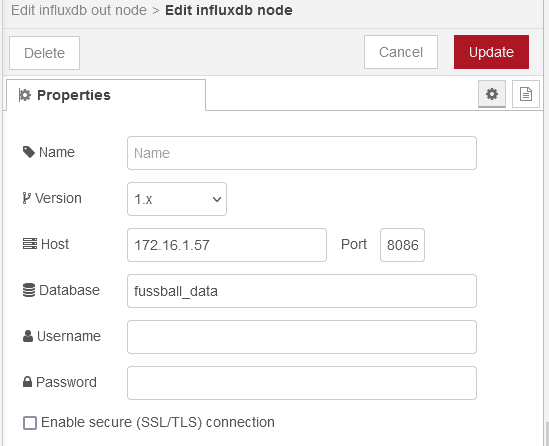 Edit influxdb out node > Edit influxdb node
Delete Cancel Update
Properties
Name Name
Version 1.x
Host 172.16.1.57 Port 8086
Database fussball_data
Username
Password
Enable secure (SSL/TLS) connection